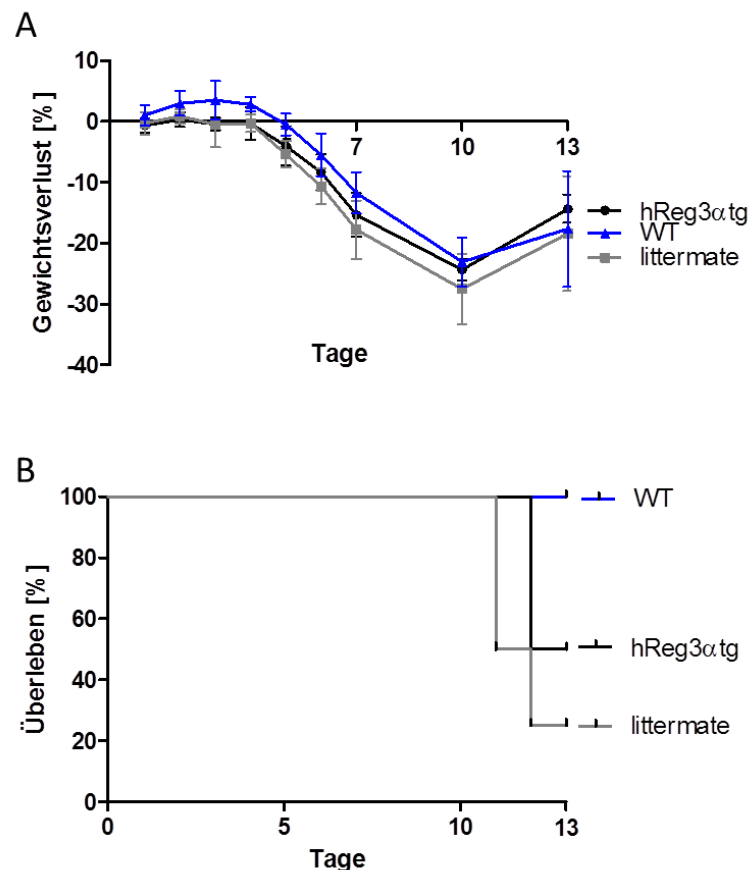 A
10
0
-10
-20
-30
-40
Gewichtsverlust [%]
7
10
13
Tage
hReg3αtg
WT
littermate
B
100
80
60
40
20
0
Überleben [%]
0
5
10
13
Tage
WT
hReg3αtg
littermate